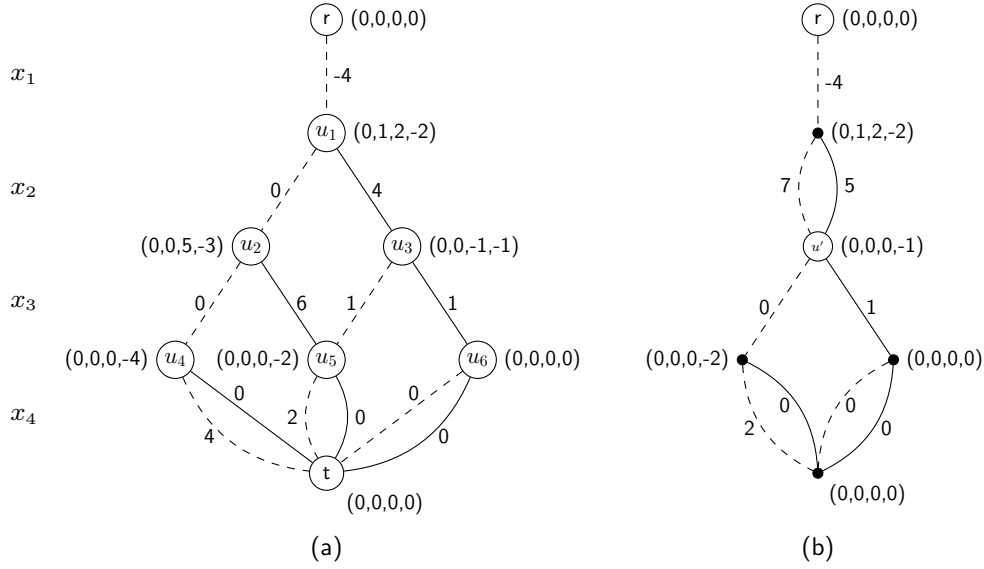 r (0,0,0,0) r (0,0,0,0)
x₁ -4 -4
u₁ (0,1,2,-2) (0,1,2,-2)
x₂ 0 4 7 5
(0,0,5,-3) u₂ u₃ (0,0,-1,-1) u' (0,0,0,-1)
x₃ 0 6 1 1 0 1
(0,0,0,-4) u₄ (0,0,0,-2) u₅ u₆ (0,0,0,0) (0,0,0,-2) (0,0,0,0)
x₄ 4 0 2 0 0 0 2 0 0 0
t
(0,0,0,0) (0,0,0,0)
(a) (b)